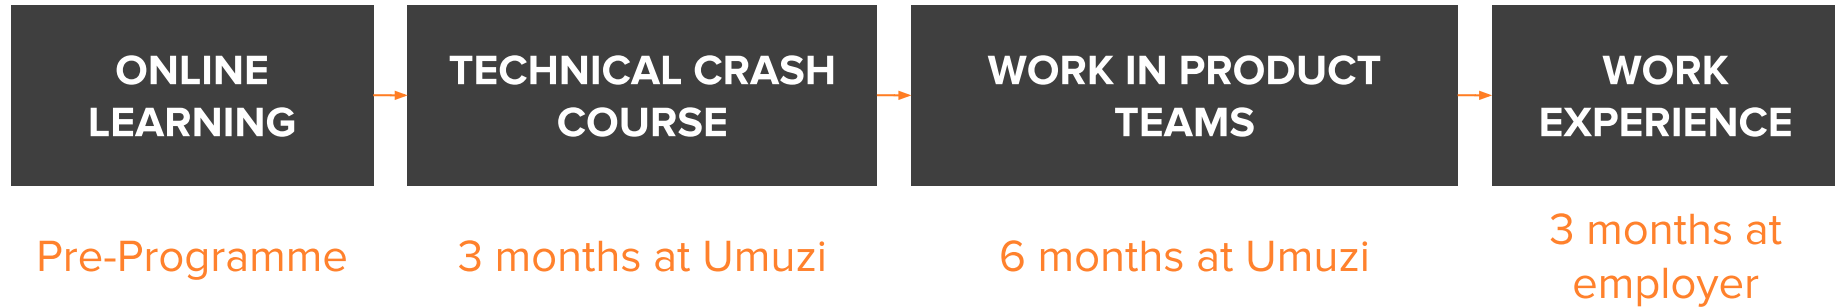 ONLINE
LEARNING
Pre-Programme
TECHNICAL CRASH
COURSE
3 months at Umuzi
WORK IN PRODUCT
TEAMS
6 months at Umuzi
WORK
EXPERIENCE
3 months at
employer